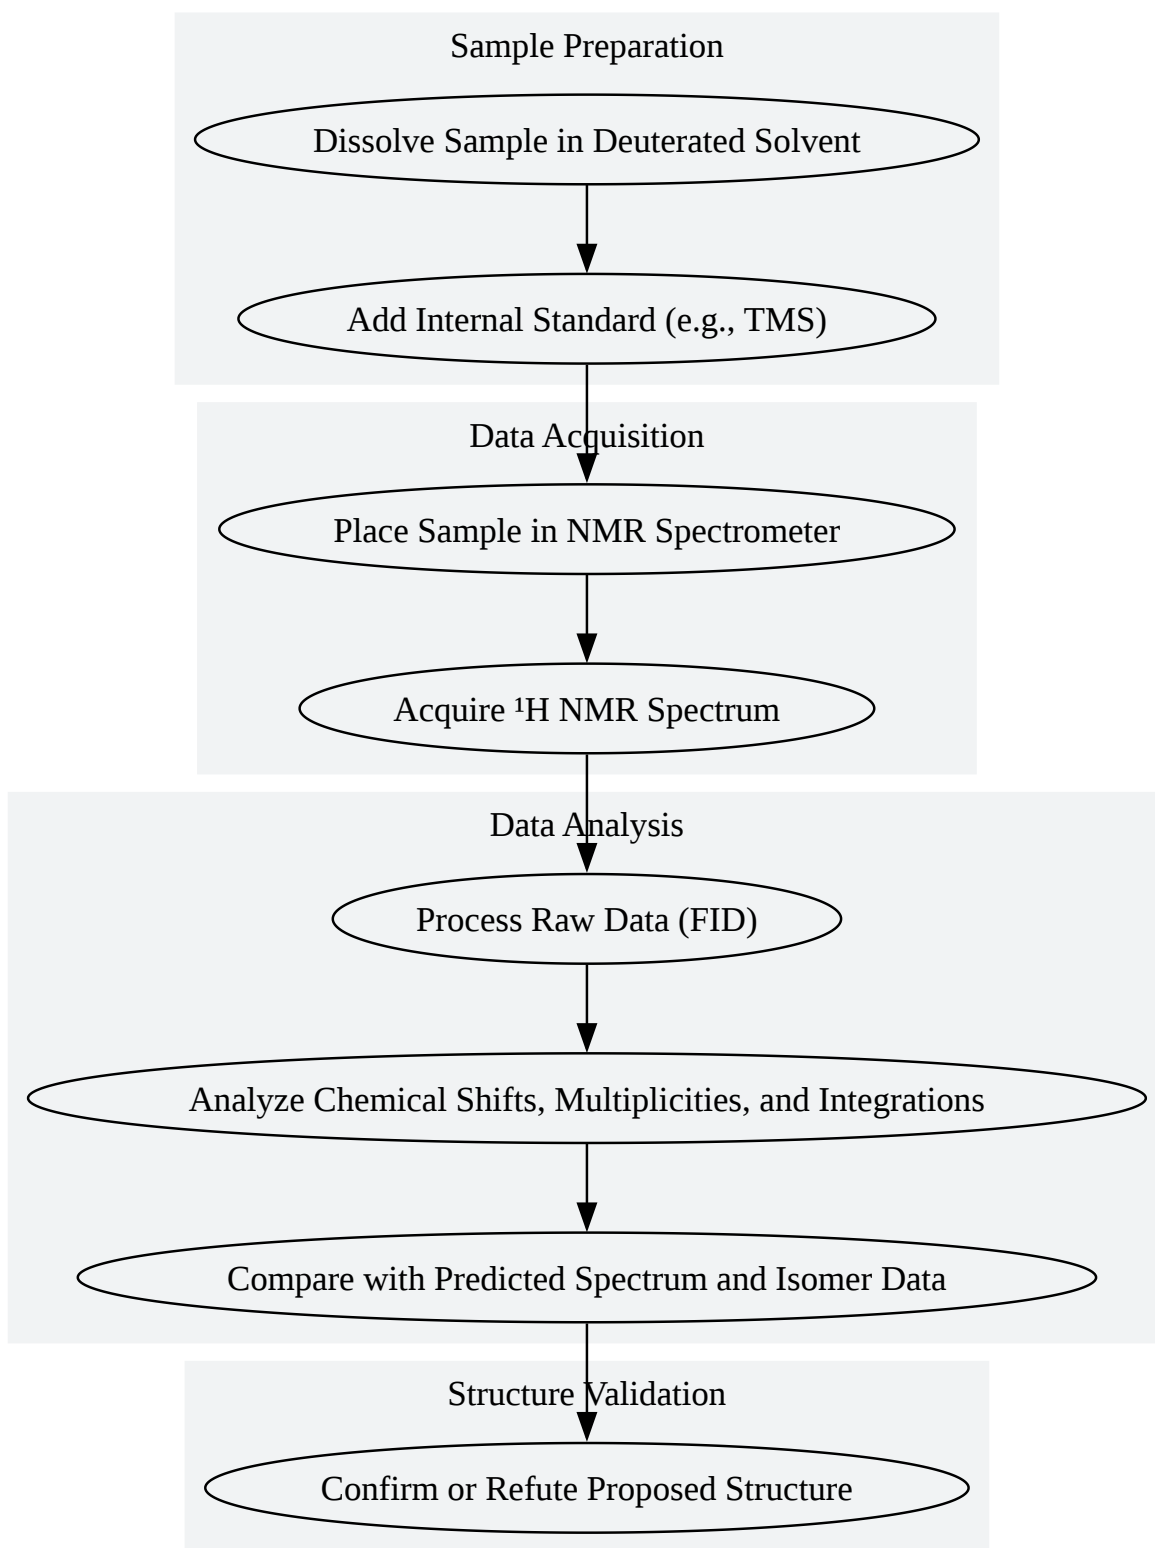 Sample Preparation
Dissolve Sample in Deuterated Solvent
Add Internal Standard (e.g., TMS)
Data Acquisition
Place Sample in NMR Spectrometer
Acquire ¹H NMR Spectrum
Data Analysis
Process Raw Data (FID)
Analyze Chemical Shifts, Multiplicities, and Integrations
Compare with Predicted Spectrum and Isomer Data
Structure Validation
Confirm or Refute Proposed Structure